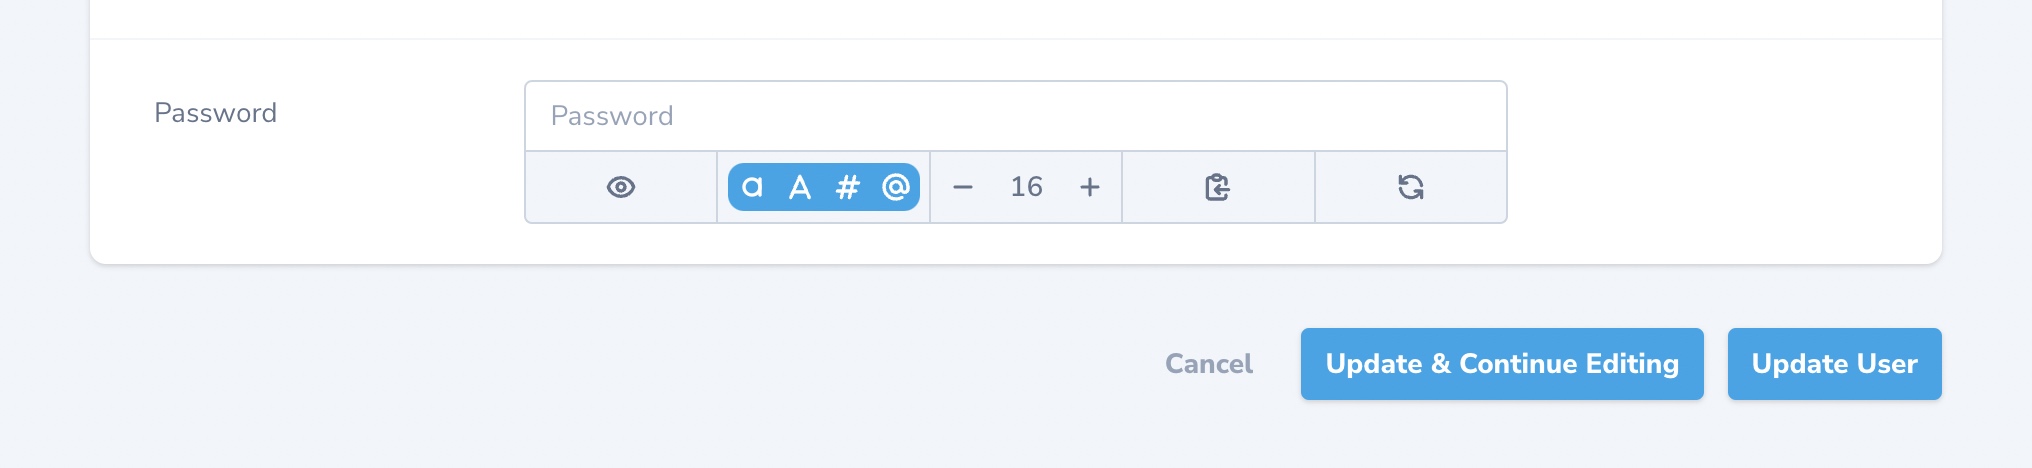 Password
Password
a A # @ − 16 +
Cancel Update & Continue Editing Update User